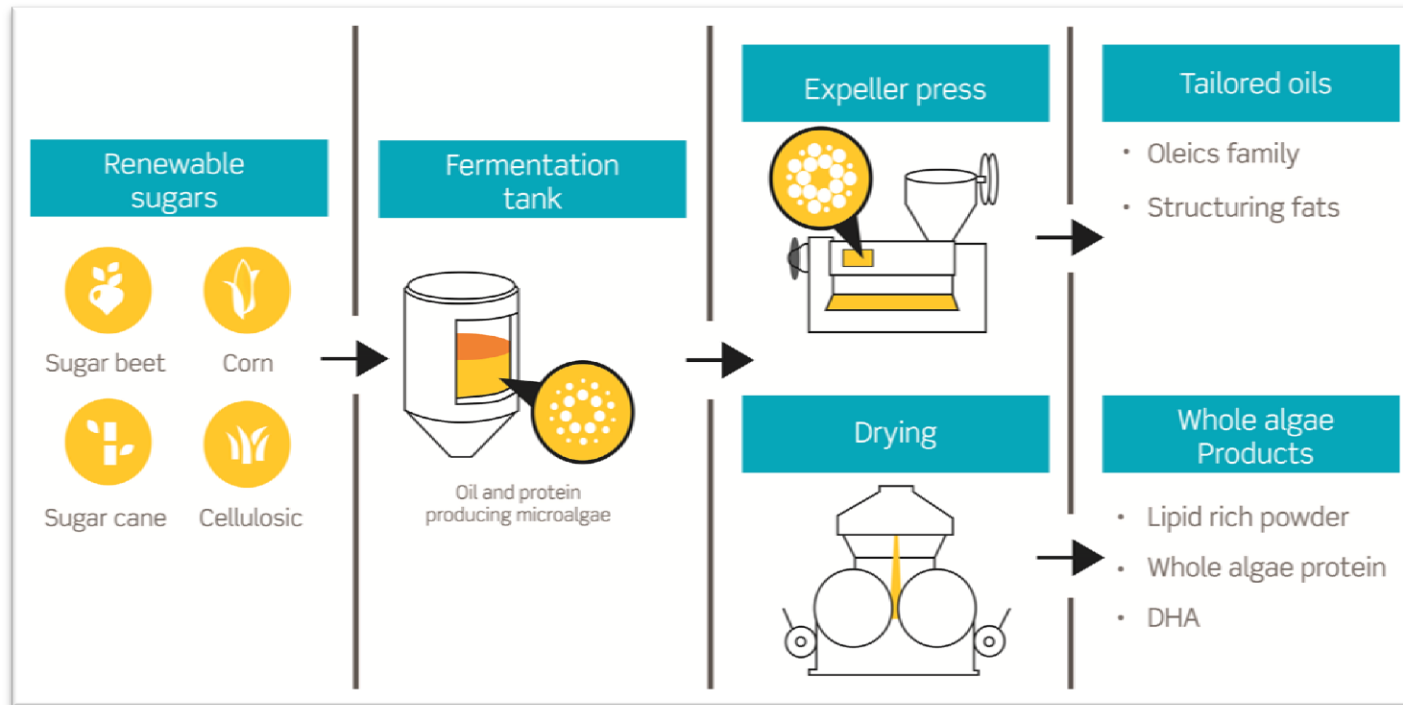 Renewable
sugars
Sugar beet
Corn
Sugar cane
Cellulosic
Fermentation
tank
Oil and protein
producing microalgae
Expeller press
Drying
Tailored oils
• Oleics family
• Structuring fats
Whole algae
Products
• Lipid rich powder
• Whole algae protein
• DHA